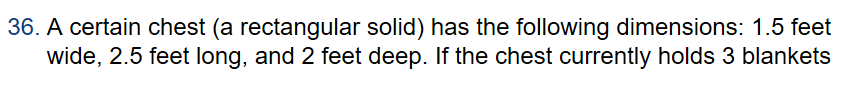 36. A certain chest (a rectangular solid) has the following dimensions: 1.5 feet
wide, 2.5 feet long, and 2 feet deep. If the chest currently holds 3 blankets